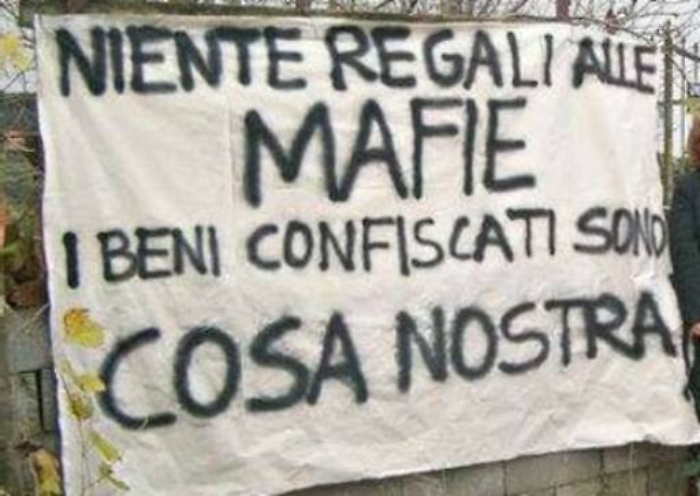 NIENTE REGALI ALLE
MAFIE
I BENI CONFISCATI SONO
COSA NOSTRA